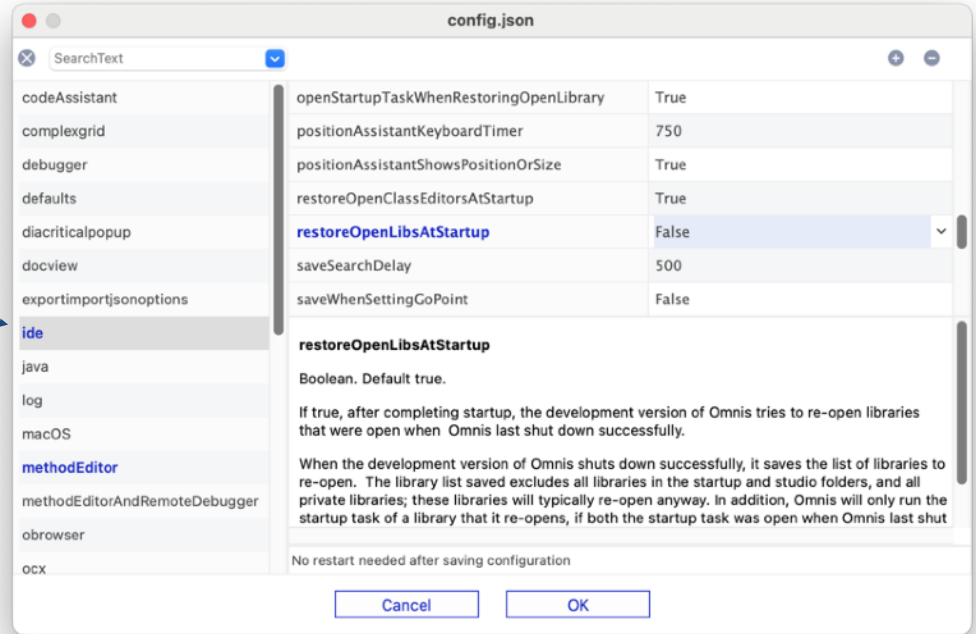 config.json
SearchText
codeAssistant
complexgrid
debugger
defaults
diacriticalpopup
docview
exportimportjsonoptions
ide
java
log
macOS
methodEditor
methodEditorAndRemoteDebugger
obrowser
ocx
openStartupTaskWhenRestoringOpenLibrary True
positionAssistantKeyboardTimer 750
positionAssistantShowsPositionOrSize True
restoreOpenClassEditorsAtStartup True
restoreOpenLibsAtStartup False
saveSearchDelay 500
saveWhenSettingGoPoint False
restoreOpenLibsAtStartup
Boolean. Default true.
If true, after completing startup, the development version of Omnis tries to re-open libraries
that were open when Omnis last shut down successfully.
When the development version of Omnis shuts down successfully, it saves the list of libraries to
re-open. The library list saved excludes all libraries in the startup and studio folders, and all
private libraries; these libraries will typically re-open anyway. In addition, Omnis will only run the
startup task of a library that it re-opens, if both the startup task was open when Omnis last shut
No restart needed after saving configuration
Cancel
OK